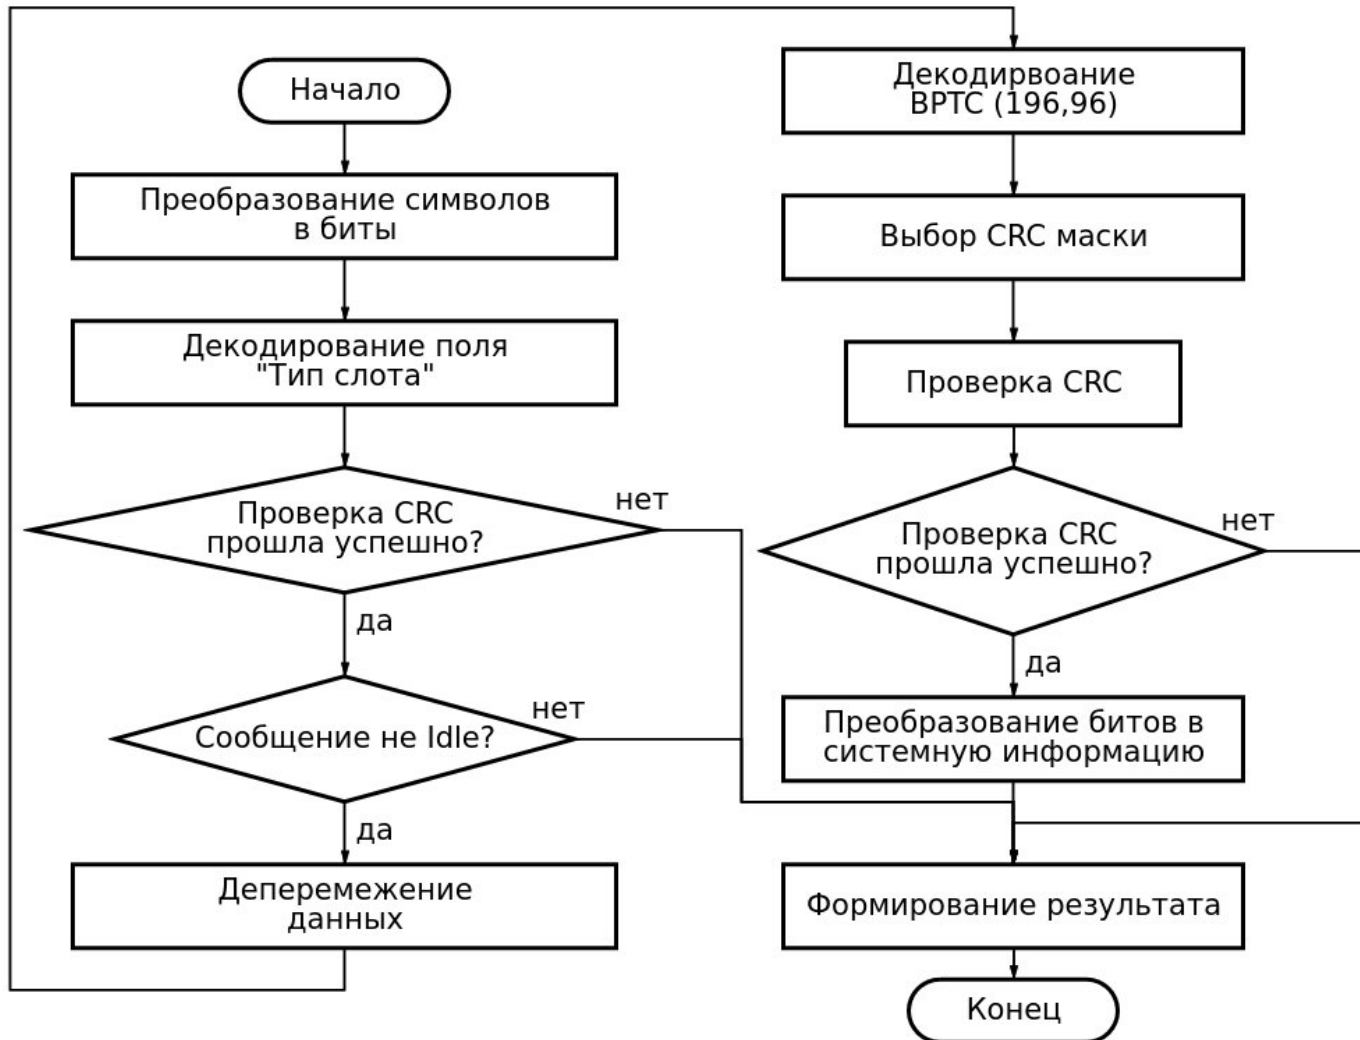 Начало
Преобразование символов
в биты
Декодирование поля
"Тип слота"
Проверка CRC
прошла успешно?
нет
да
Сообщение не Idle?
нет
да
Деперемежение
данных
Декодирвоание
BPTC (196,96)
Выбор CRC маски
Проверка CRC
Проверка CRC
прошла успешно?
нет
да
Преобразование битов в
системную информацию
Формирование результата
Конец